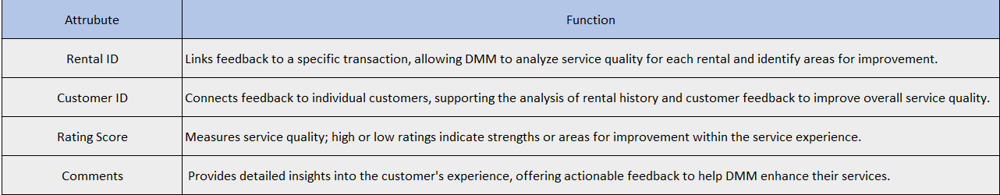 Attrubute Function
Rental ID Links feedback to a specific transaction, allowing DMM to analyze service quality for each rental and identify areas for improvement.
Customer ID Connects feedback to individual customers, supporting the analysis of rental history and customer feedback to improve overall service quality.
Rating Score Measures service quality; high or low ratings indicate strengths or areas for improvement within the service experience.
Comments Provides detailed insights into the customer's experience, offering actionable feedback to help DMM enhance their services.